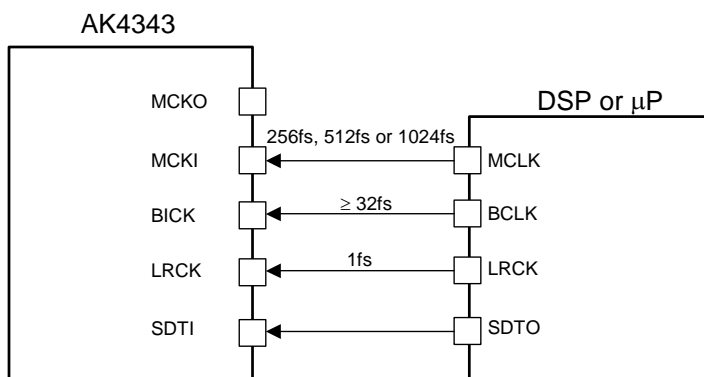 AK4343
DSP or μP
MCKO
256fs, 512fs or 1024fs
MCKI
MCLK
≥ 32fs
BICK
BCLK
1fs
LRCK
LRCK
SDTI
SDTO